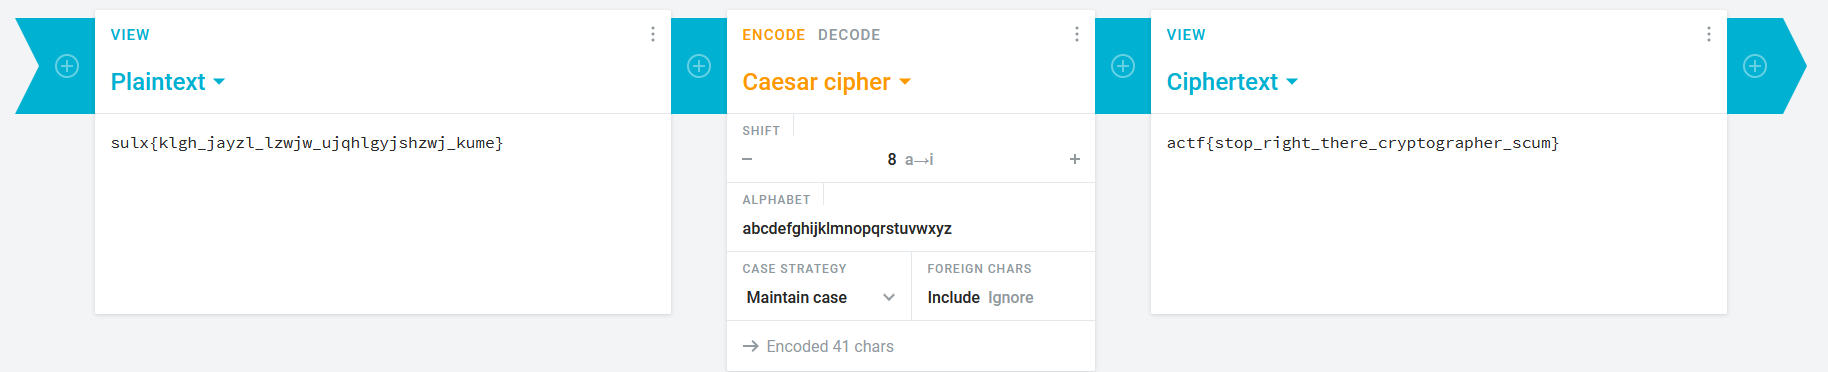 VIEW
Plaintext
sulx{klgh_jayzl_lzwjw_ujqhlgyjshzwj_kume}
ENCODE DECODE
Caesar cipher
SHIFT
− 8 a→i +
ALPHABET
abcdefghijklmnopqrstuvwxyz
CASE STRATEGY
Maintain case
FOREIGN CHARS
Include Ignore
→ Encoded 41 chars
VIEW
Ciphertext
actf{stop_right_there_cryptographer_scum}